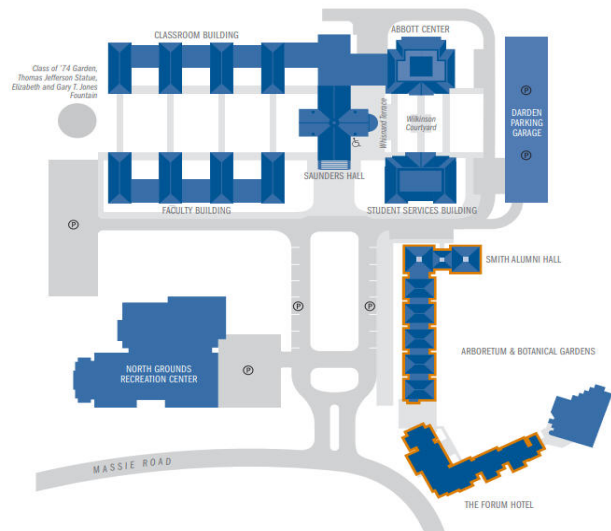 CLASSROOM BUILDING
ABBOTT CENTER
Class of '74 Garden,
Thomas Jefferson Statue,
Elizabeth and Gary T. Jones
Fountain
P
DARDEN
PARKING
GARAGE
P
Whisnand Terrace
Wilkinson
Courtyard
SAUNDERS HALL
FACULTY BUILDING
STUDENT SERVICES BUILDING
P
SMITH ALUMNI HALL
P
P
ARBORETUM & BOTANICAL GARDENS
NORTH GROUNDS
RECREATION CENTER
P
MASSIE ROAD
THE FORUM HOTEL